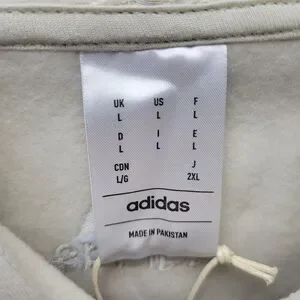 UK US F
L L L
D I E
L L L
CDN J
L/G 2XL
adidas
MADE IN PAKISTAN